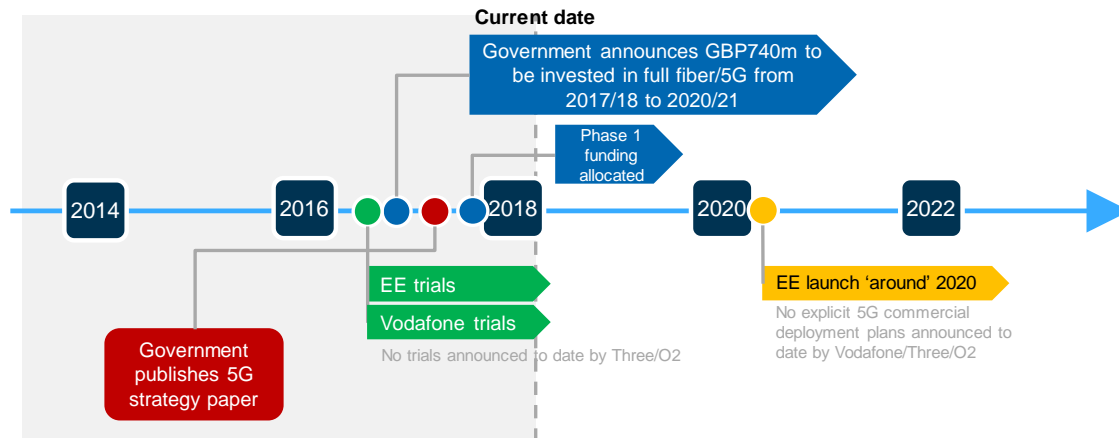 Current date
Government announces GBP740m to
be invested in full fiber/5G from
2017/18 to 2020/21
Phase 1
funding
allocated
2014
2016
2018
2020
2022
EE trials
Vodafone trials
No trials announced to date by Three/O2
Government
publishes 5G
strategy paper
EE launch ‘around’ 2020
No explicit 5G commercial
deployment plans announced to
date by Vodafone/Three/O2